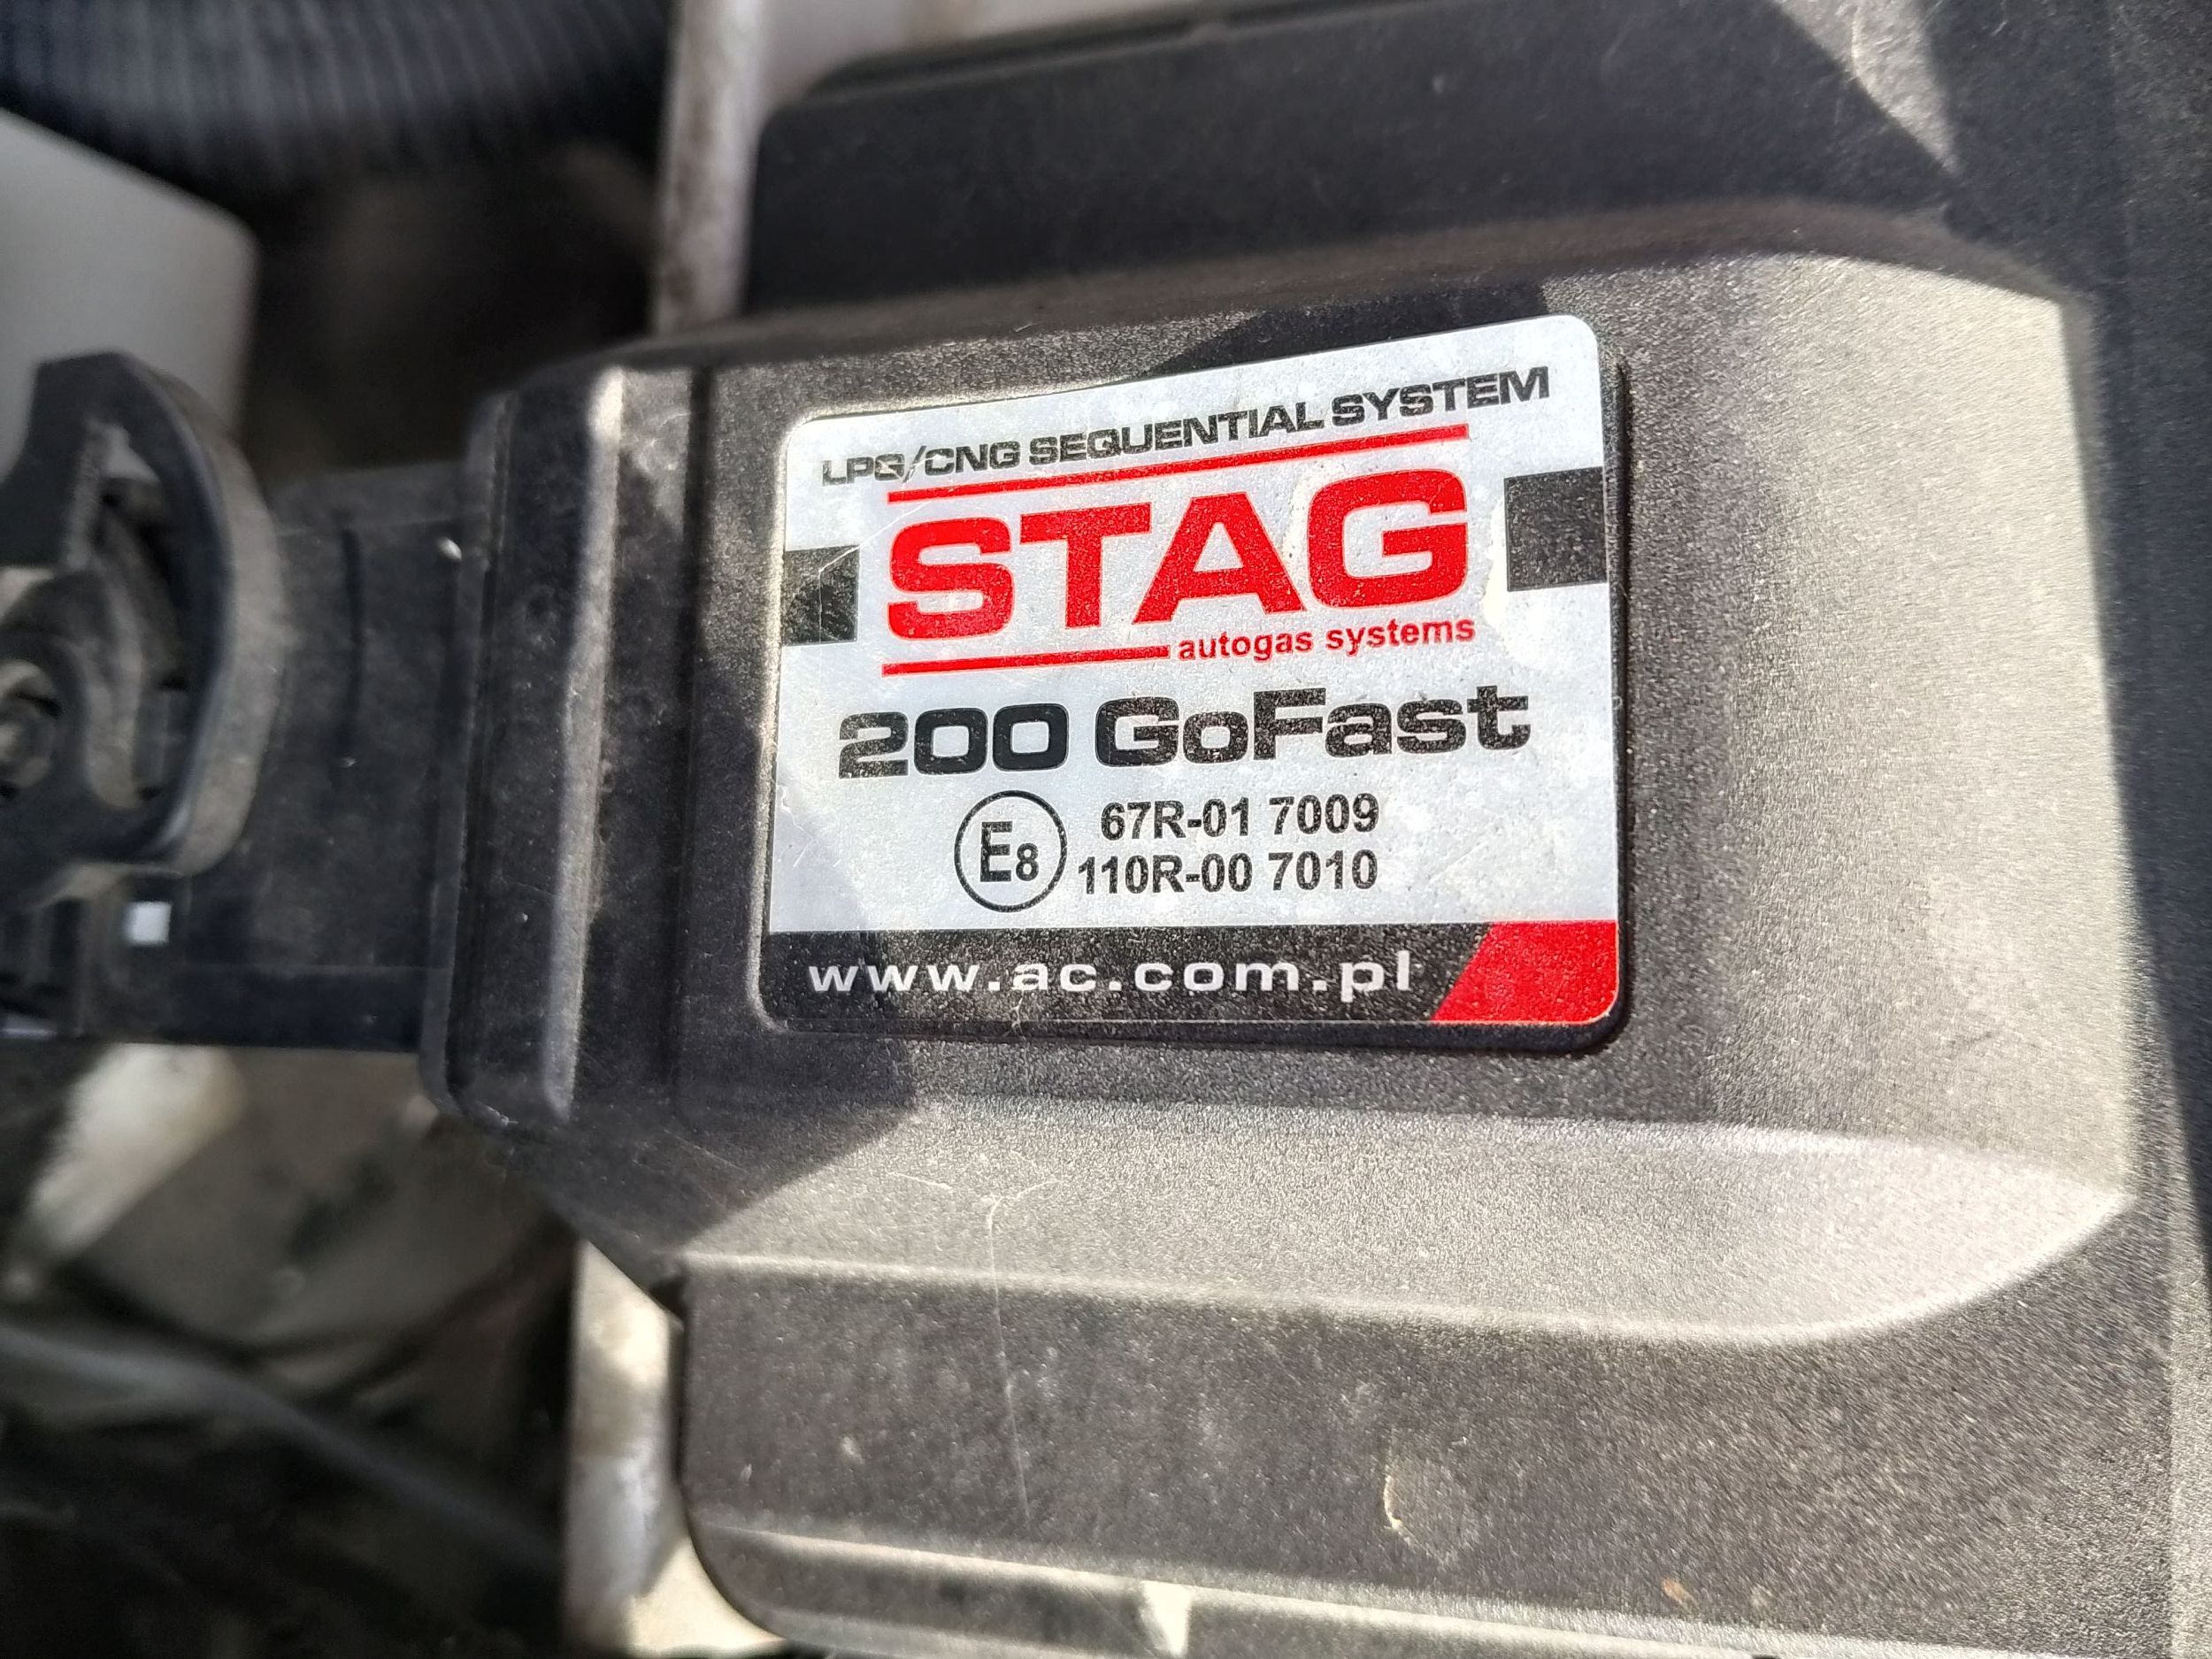 LPG/CNG SEQUENTIAL SYSTEM
STAG
autogas systems
200 GoFast
E8
67R-01 7009
110R-00 7010
www.ac.com.pl